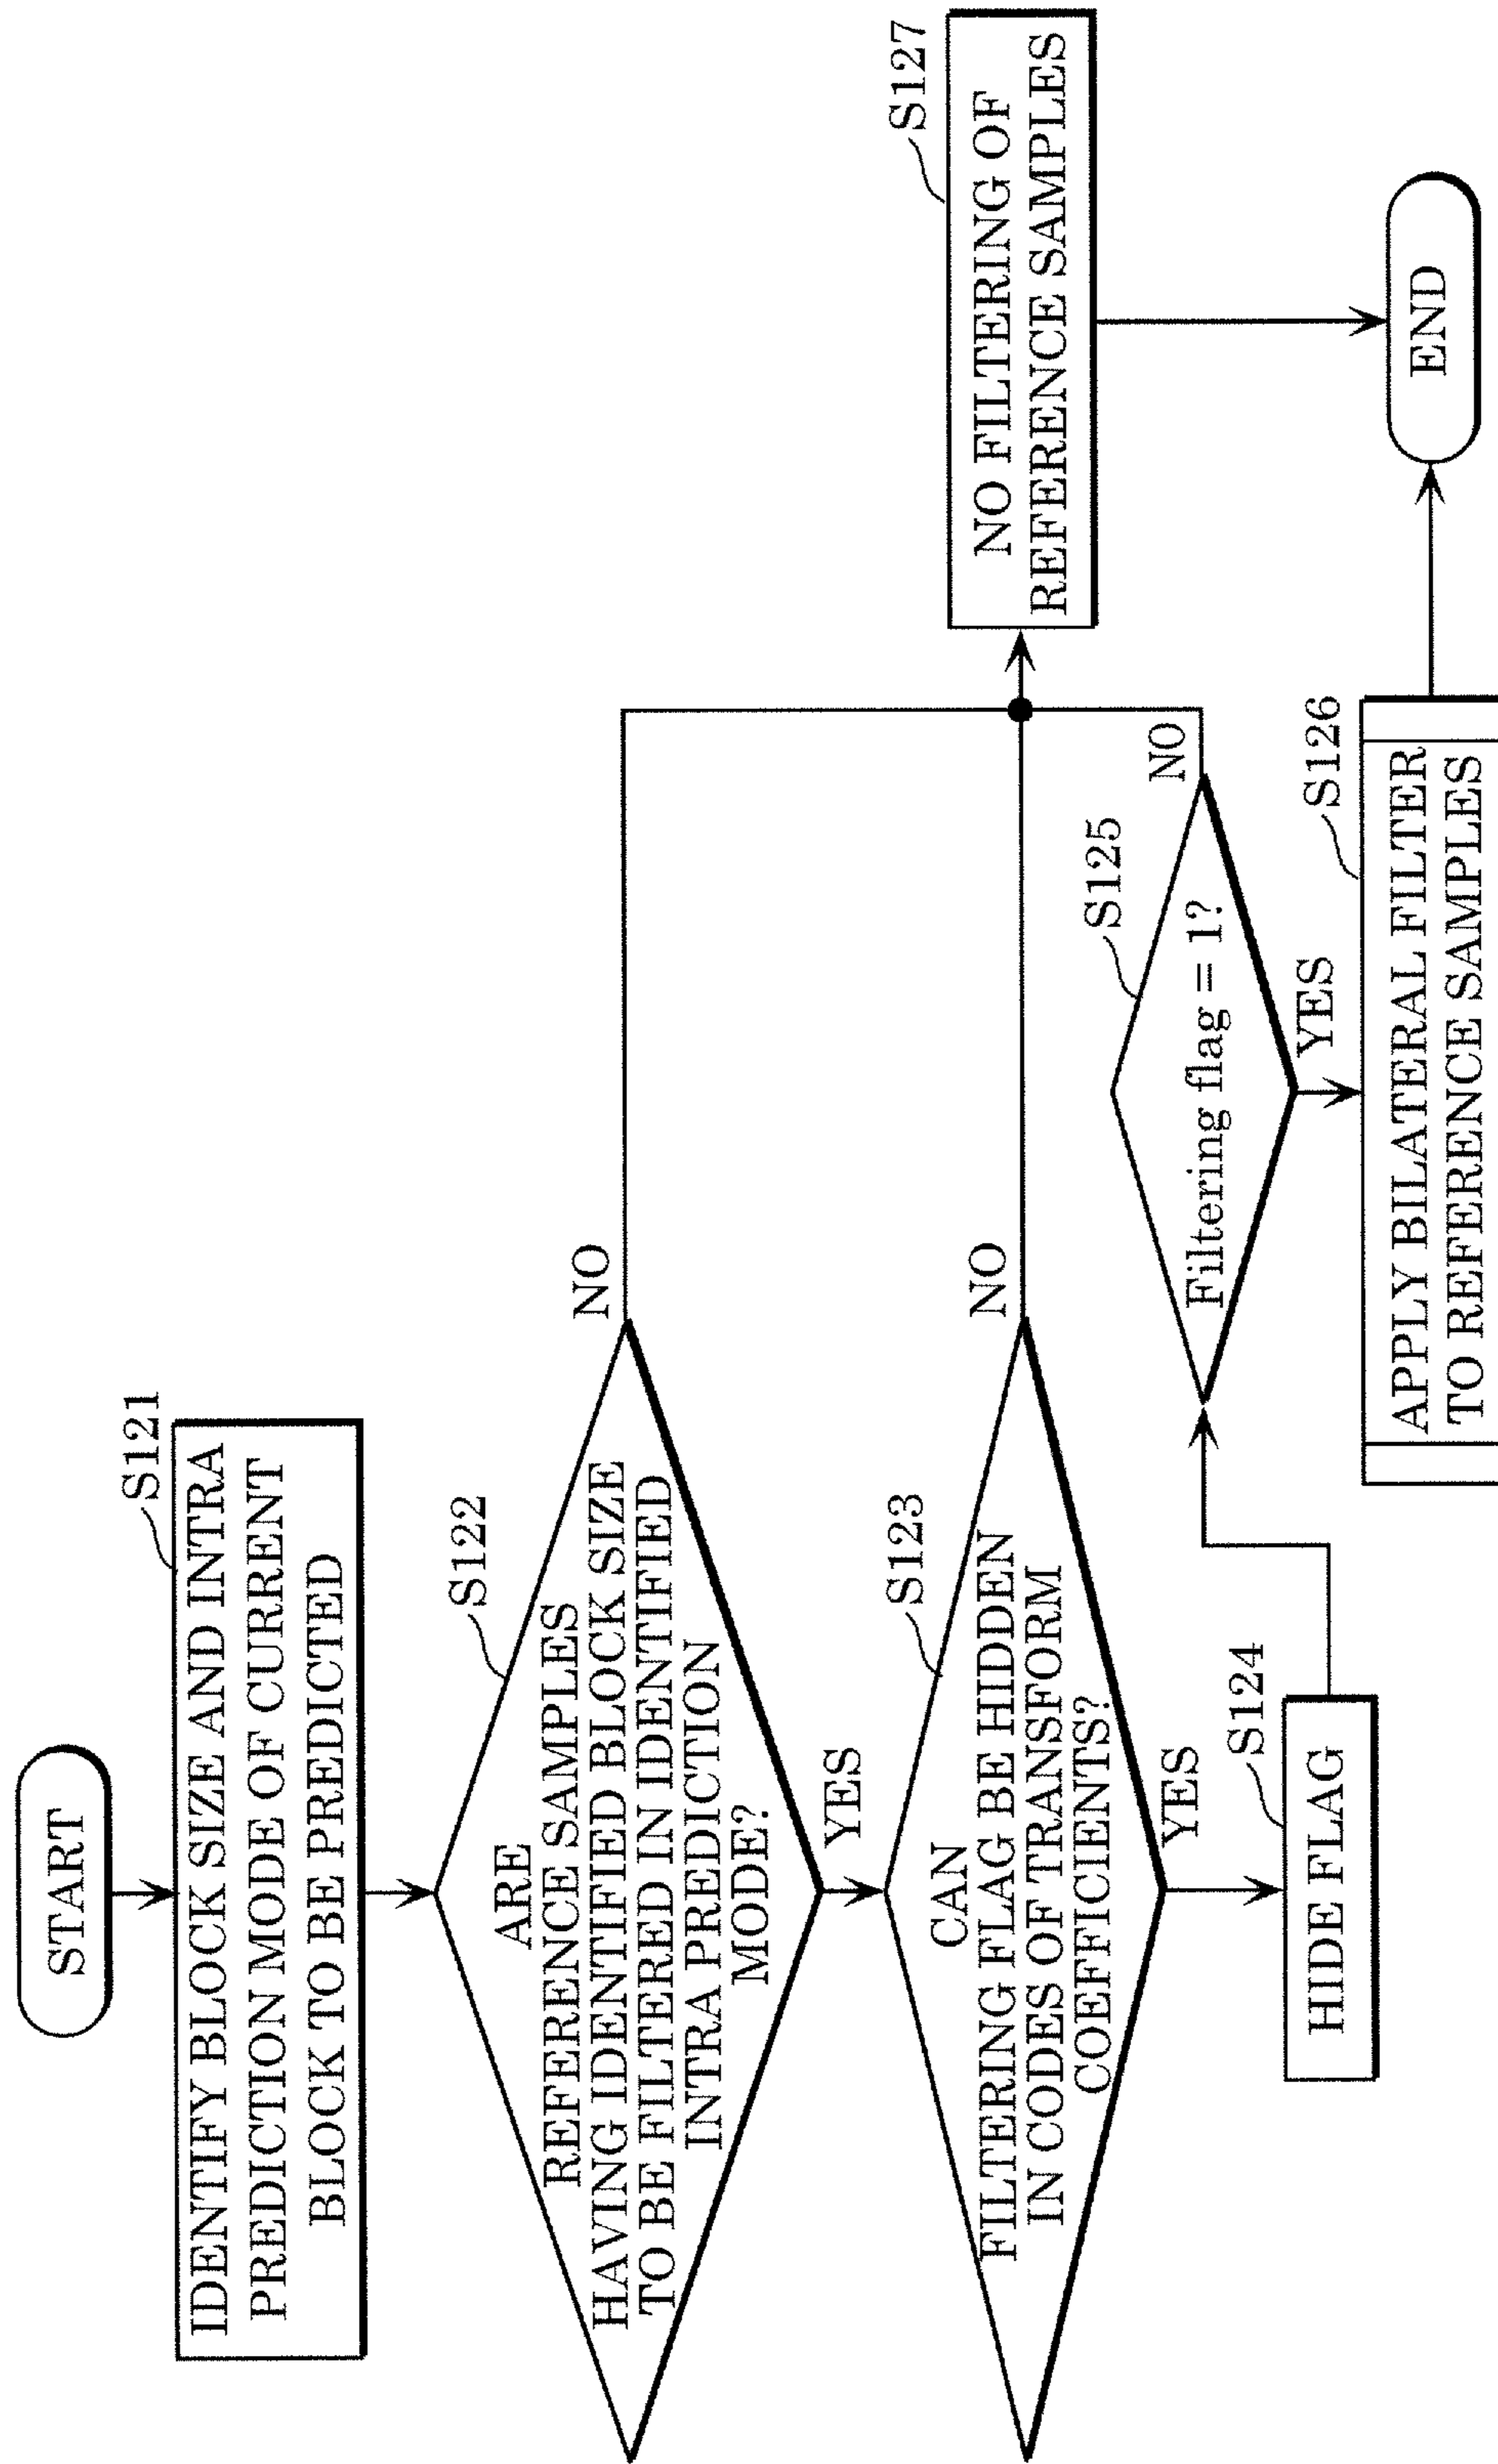 START
S121
IDENTIFY BLOCK SIZE AND INTRA
PREDICTION MODE OF CURRENT
BLOCK TO BE PREDICTED
S122
ARE
REFERENCE SAMPLES
HAVING IDENTIFIED BLOCK SIZE
TO BE FILTERED IN IDENTIFIED
INTRA PREDICTION
MODE?
NO
YES
S123
CAN
FILTERING FLAG BE HIDDEN
IN CODES OF TRANSFORM
COEFFICIENTS?
NO
YES
S124
HIDE FLAG
S125
Filtering flag = 1?
NO
YES
S126
APPLY BILATERAL FILTER
TO REFERENCE SAMPLES
S127
NO FILTERING OF
REFERENCE SAMPLES
END